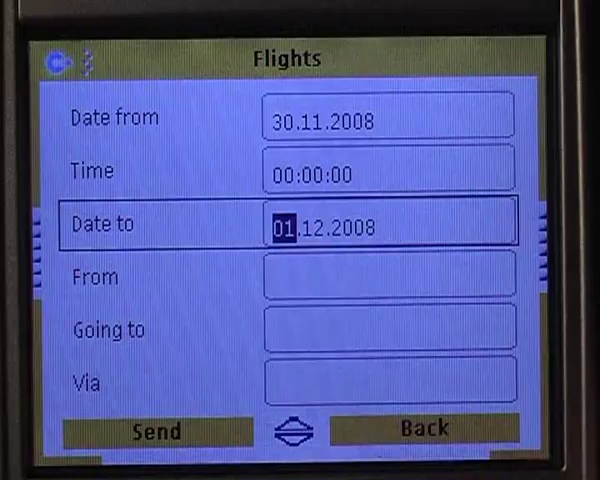 Flights
Date from 30.11.2008
Time 00:00:00
Date to 01.12.2008
From
Going to
Via
Send Back